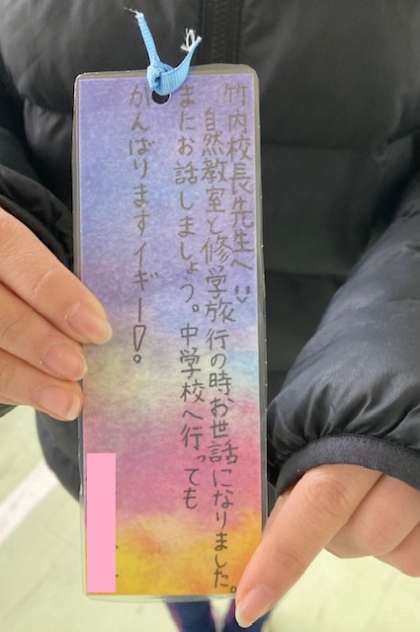 竹内校長先生へ
自然教室と修学旅行の時お世話になりました。
まにお話しましょう。中学校へ行っても
がんばりますイギー!。